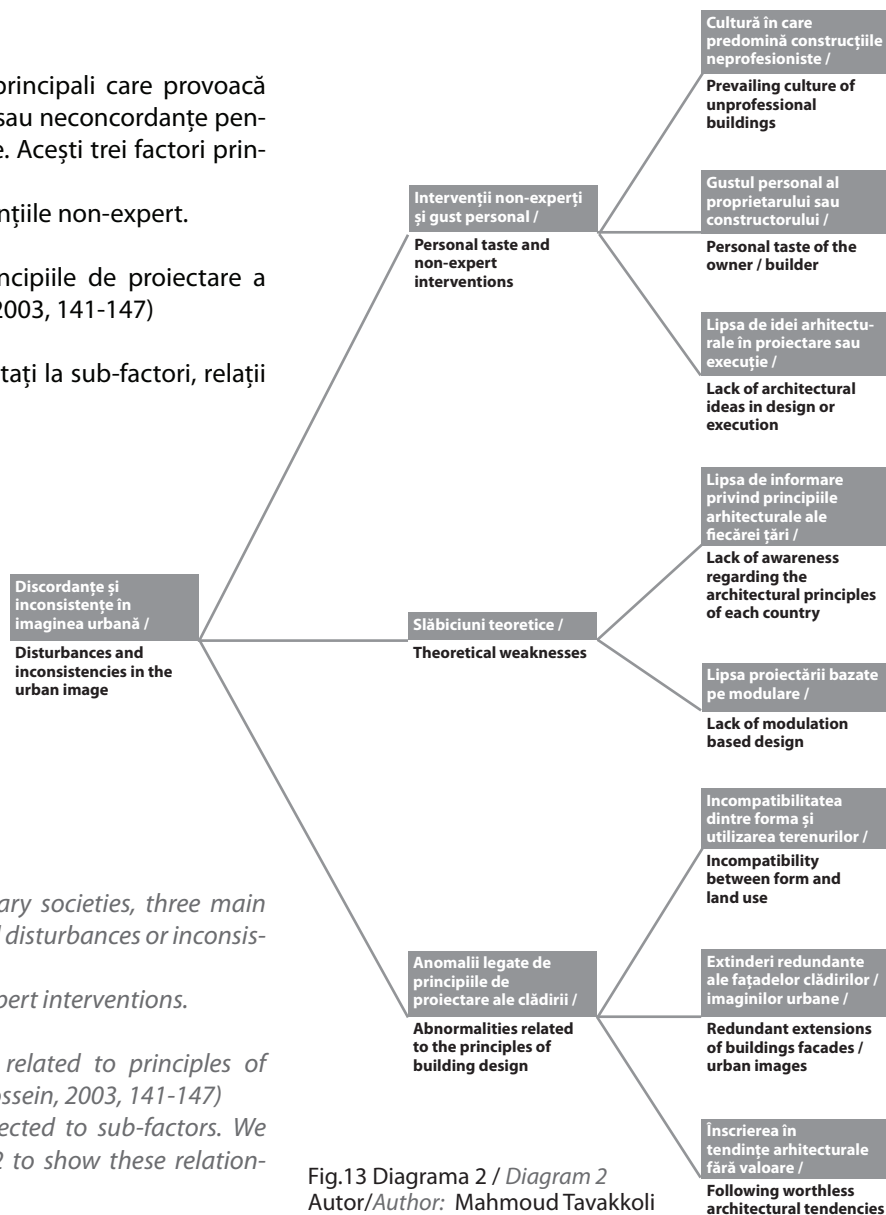 principali care provoacă
sau neconcordanțe pen-
e. Acești trei factori prin-
nțiile non-expert.
ncipiile de proiectare a
2003, 141-147)
tați la sub-factori, relații
Discordanțe și
inconsistențe în
imaginea urbană /
Disturbances and
inconsistencies in the
urban image
Intervenții non-experți
și gust personal /
Personal taste and
non-expert
interventions
Slăbiciuni teoretice /
Theoretical weaknesses
Anomalii legate de
principiile de
proiectare ale clădirii /
Abnormalities related
to the principles of
building design
Cultură în care
predomină construcțiile
neprofesioniste /
Prevailing culture of
unprofessional
buildings
Gustul personal al
proprietarului sau
constructorului /
Personal taste of the
owner / builder
Lipsa de idei arhitectu-
rale în proiectare sau
execuție /
Lack of architectural
ideas in design or
execution
Lipsa de informare
privind principiile
arhitecturale ale
fiecărei țări /
Lack of awareness
regarding the
architectural principles
of each country
Lipsa proiectării bazate
pe modulare /
Lack of modulation
based design
Incompatibilitatea
dintre forma și
utilizarea terenurilor /
Incompatibility
between form and
land use
Extinderi redundante
ale fațadelor clădirilor /
imaginilor urbane /
Redundant extensions
of buildings facades /
urban images
Înscrierea în
tendințe arhitecturale
fără valoare /
Following worthless
architectural tendencies
ary societies, three main
disturbances or inconsis-
pert interventions.
related to principles of
ossein, 2003, 141-147)
ected to sub-factors. We
2 to show these relation-
Fig.13 Diagrama 2 / Diagram 2
Autor/Author: Mahmoud Tavakkoli